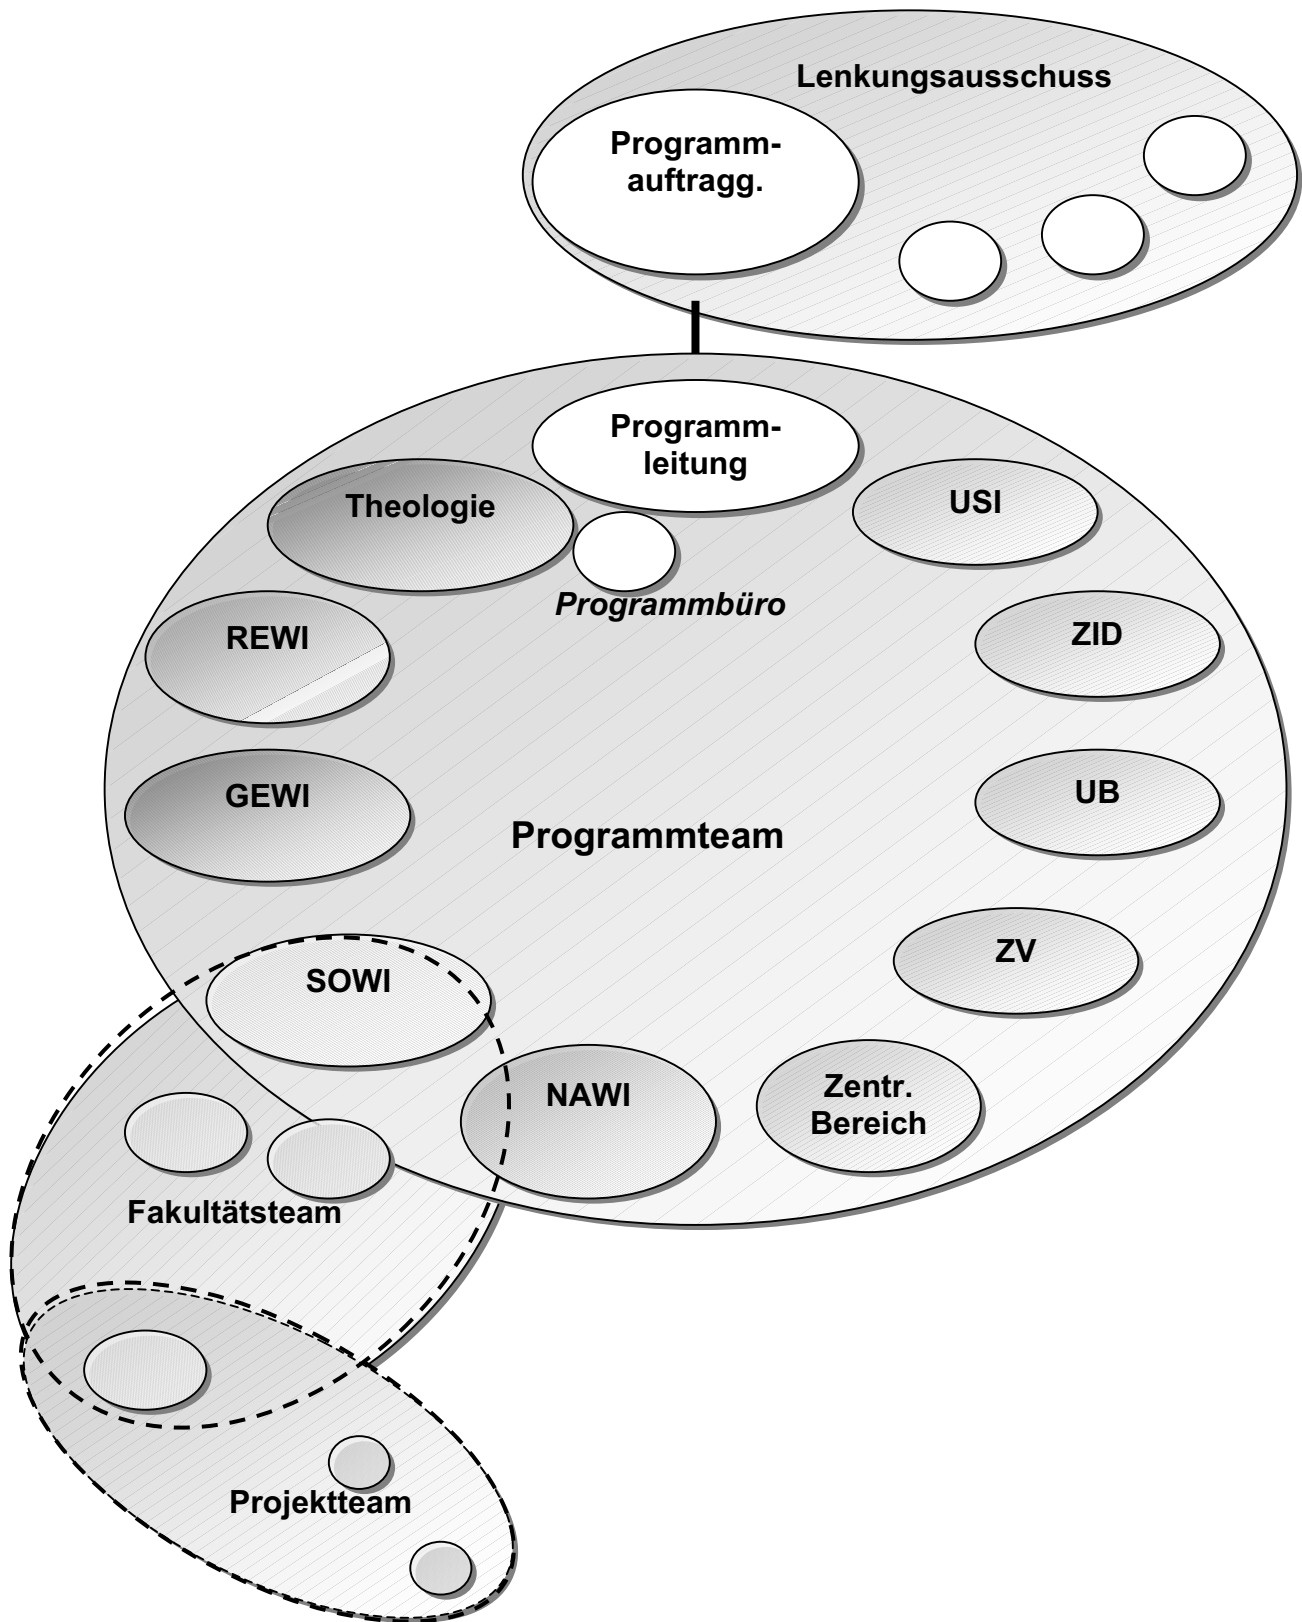 Lenkungsausschuss
Programm-
auftragg.
Programm-
leitung
Theologie
USI
Programmbüro
REWI
ZID
GEWI
UB
Programmteam
ZV
SOWI
NAWI
Zentr.
Bereich
Fakultätsteam
Projektteam